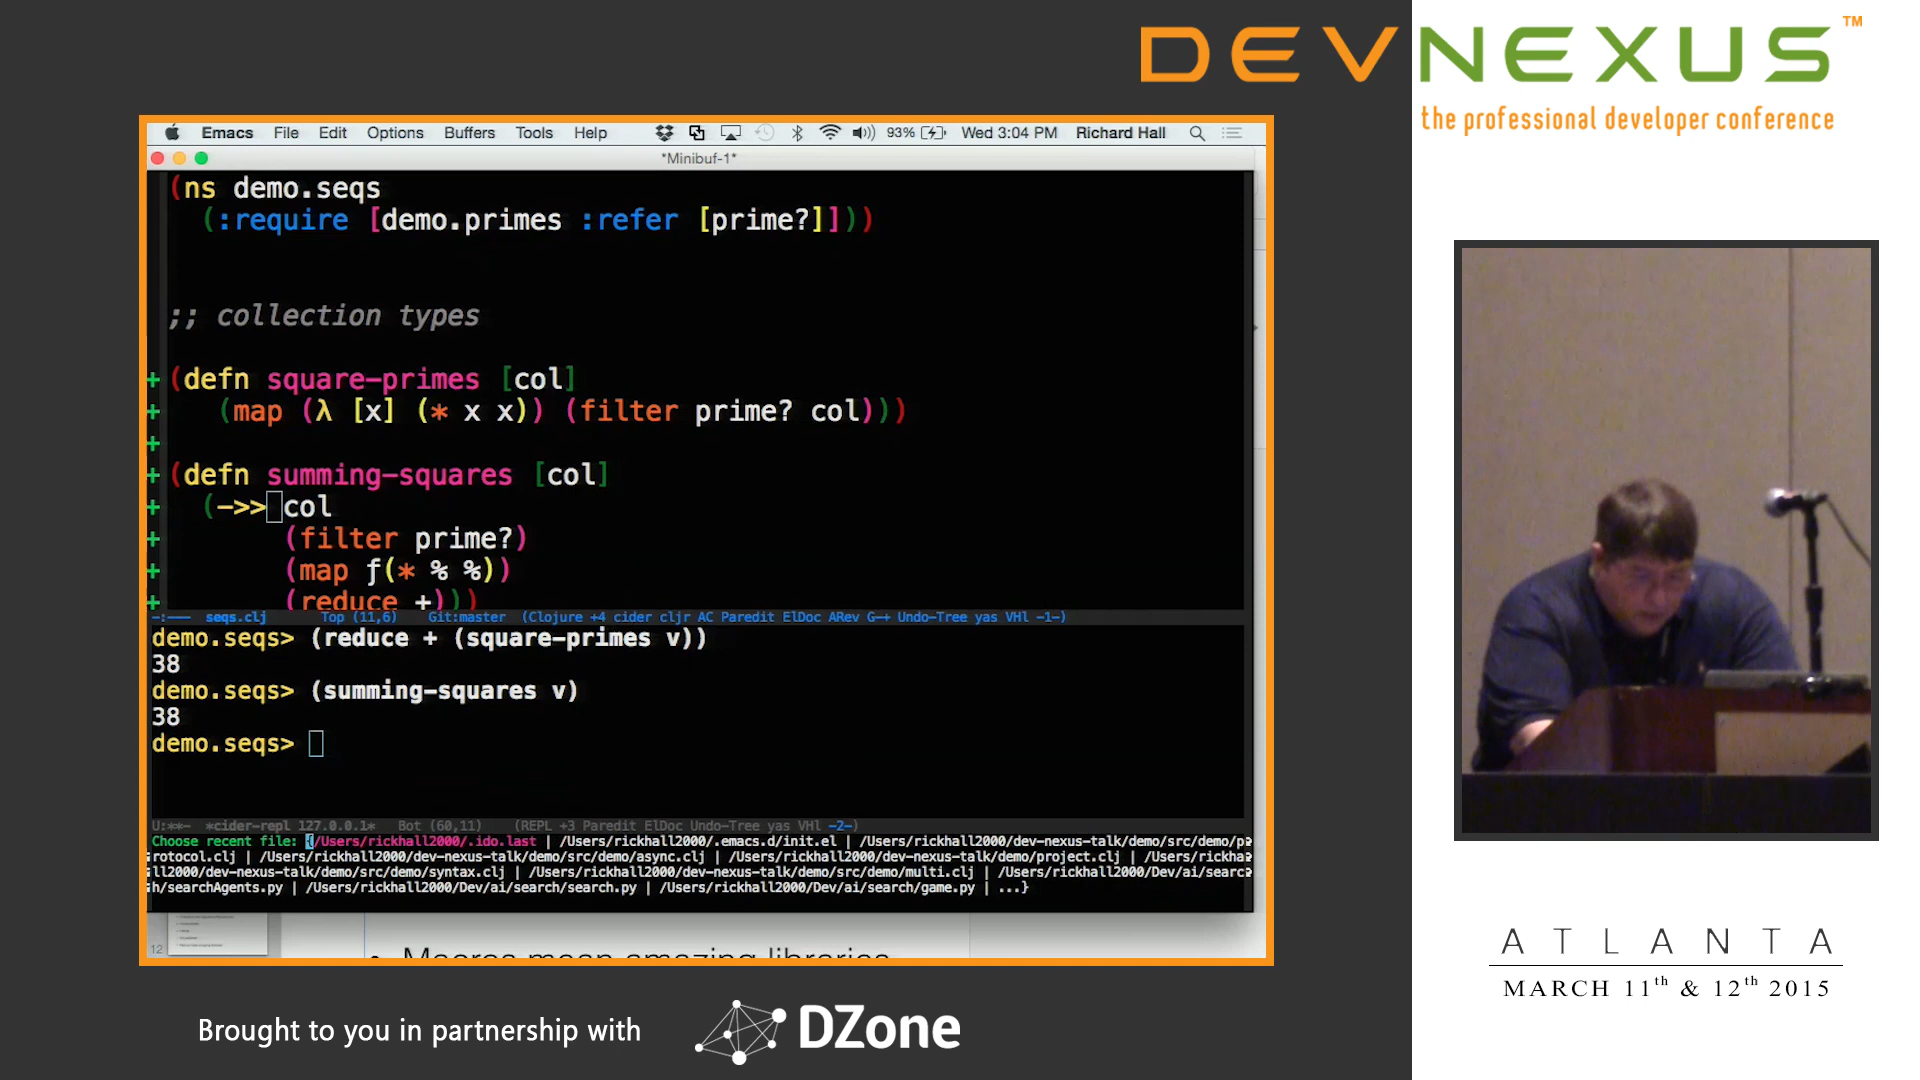 DEVNEXUS™
the professional developer conference
Emacs File Edit Options Buffers Tools Help 93% Wed 3:04 PM Richard Hall
*Minibuf-1*
(ns demo.seqs
(:require [demo.primes :refer [prime?]]))
;; collection types
+ (defn square-primes [col]
+ (map (λ [x] (* x x)) (filter prime? col)))
+
+ (defn summing-squares [col]
+ (->> col
+ (filter prime?)
+ (map ƒ(* % %))
+ (reduce +)))
-:--- seqs.clj Top (11,6) Git:master (Clojure +4 cider cljr AC Paredit ElDoc ARev G-+ Undo-Tree yas VHl -1-)
demo.seqs> (reduce + (square-primes v))
38
demo.seqs> (summing-squares v)
38
demo.seqs>
U:**- *cider-repl 127.0.0.1* Bot (60,11) (REPL +3 Paredit ElDoc Undo-Tree yas VHl -2-)
Choose recent file: {/Users/rickhall2000/.ido.last | /Users/rickhall2000/.emacs.d/init.el | /Users/rickhall2000/dev-nexus-talk/demo/src/demo/p
rotocol.clj | /Users/rickhall2000/dev-nexus-talk/demo/src/demo/async.clj | /Users/rickhall2000/dev-nexus-talk/demo/project.clj | /Users/rickha
ll2000/dev-nexus-talk/demo/src/demo/syntax.clj | /Users/rickhall2000/dev-nexus-talk/demo/src/demo/multi.clj | /Users/rickhall2000/Dev/ai/searc
h/searchAgents.py | /Users/rickhall2000/Dev/ai/search/search.py | /Users/rickhall2000/Dev/ai/search/game.py | ...}
12
• Macros mean amazing libraries
ATLANTA
MARCH 11th & 12th 2015
Brought to you in partnership with DZone